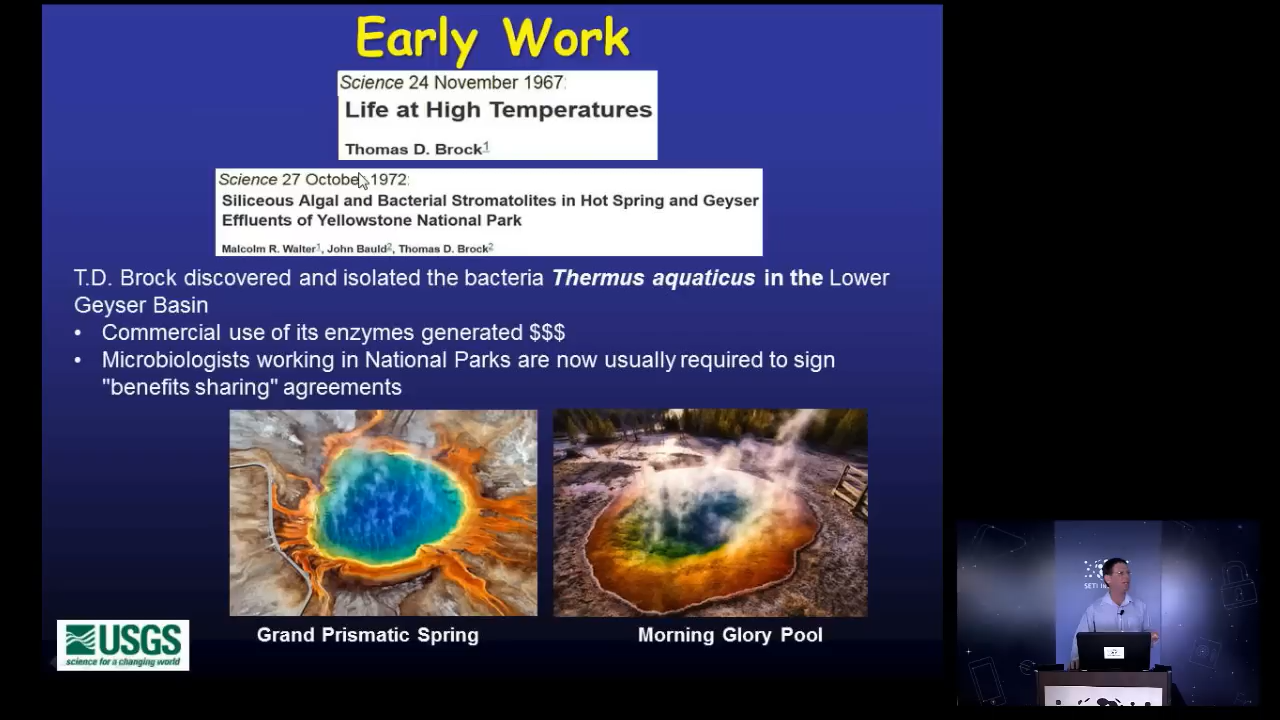 Early Work
Science 24 November 1967:
Life at High Temperatures
Thomas D. Brock1
Science 27 October 1972:
Siliceous Algal and Bacterial Stromatolites in Hot Spring and Geyser
Effluents of Yellowstone National Park
Malcolm R. Walter1, John Bauld2, Thomas D. Brock2
T.D. Brock discovered and isolated the bacteria Thermus aquaticus in the Lower
Geyser Basin
• Commercial use of its enzymes generated $$$
• Microbiologists working in National Parks are now usually required to sign
"benefits sharing" agreements
Grand Prismatic Spring
Morning Glory Pool
USGS
science for a changing world
SETI